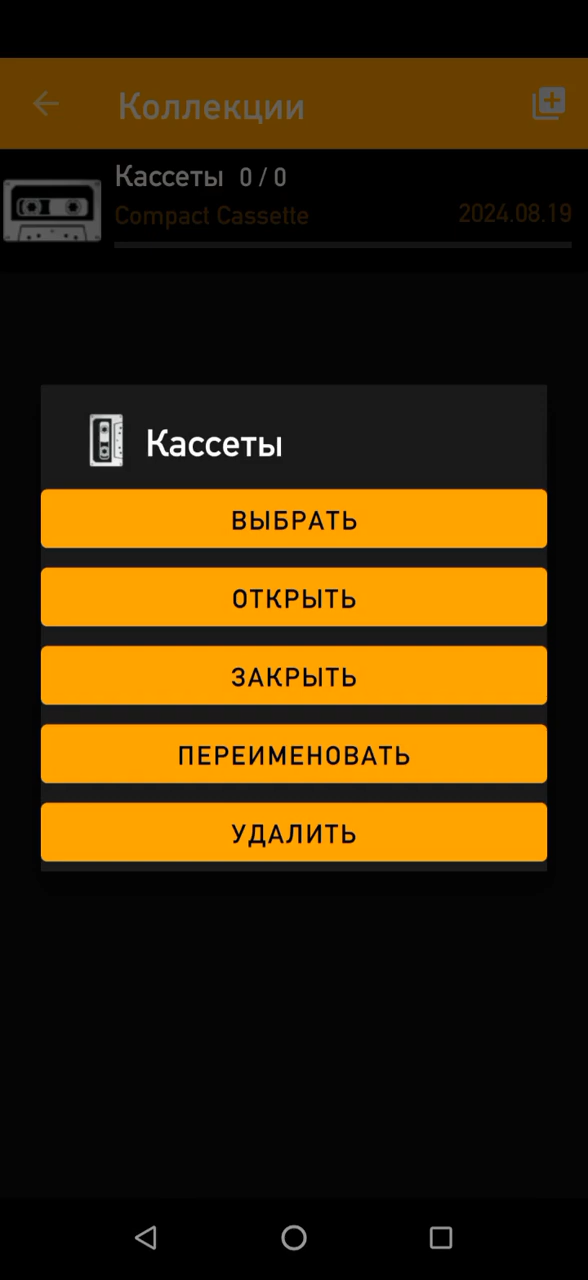 Коллекции
Кассеты 0 / 0
Compact Cassette 2024.08.19
Кассеты
ВЫБРАТЬ
ОТКРЫТЬ
ЗАКРЫТЬ
ПЕРЕИМЕНОВАТЬ
УДАЛИТЬ